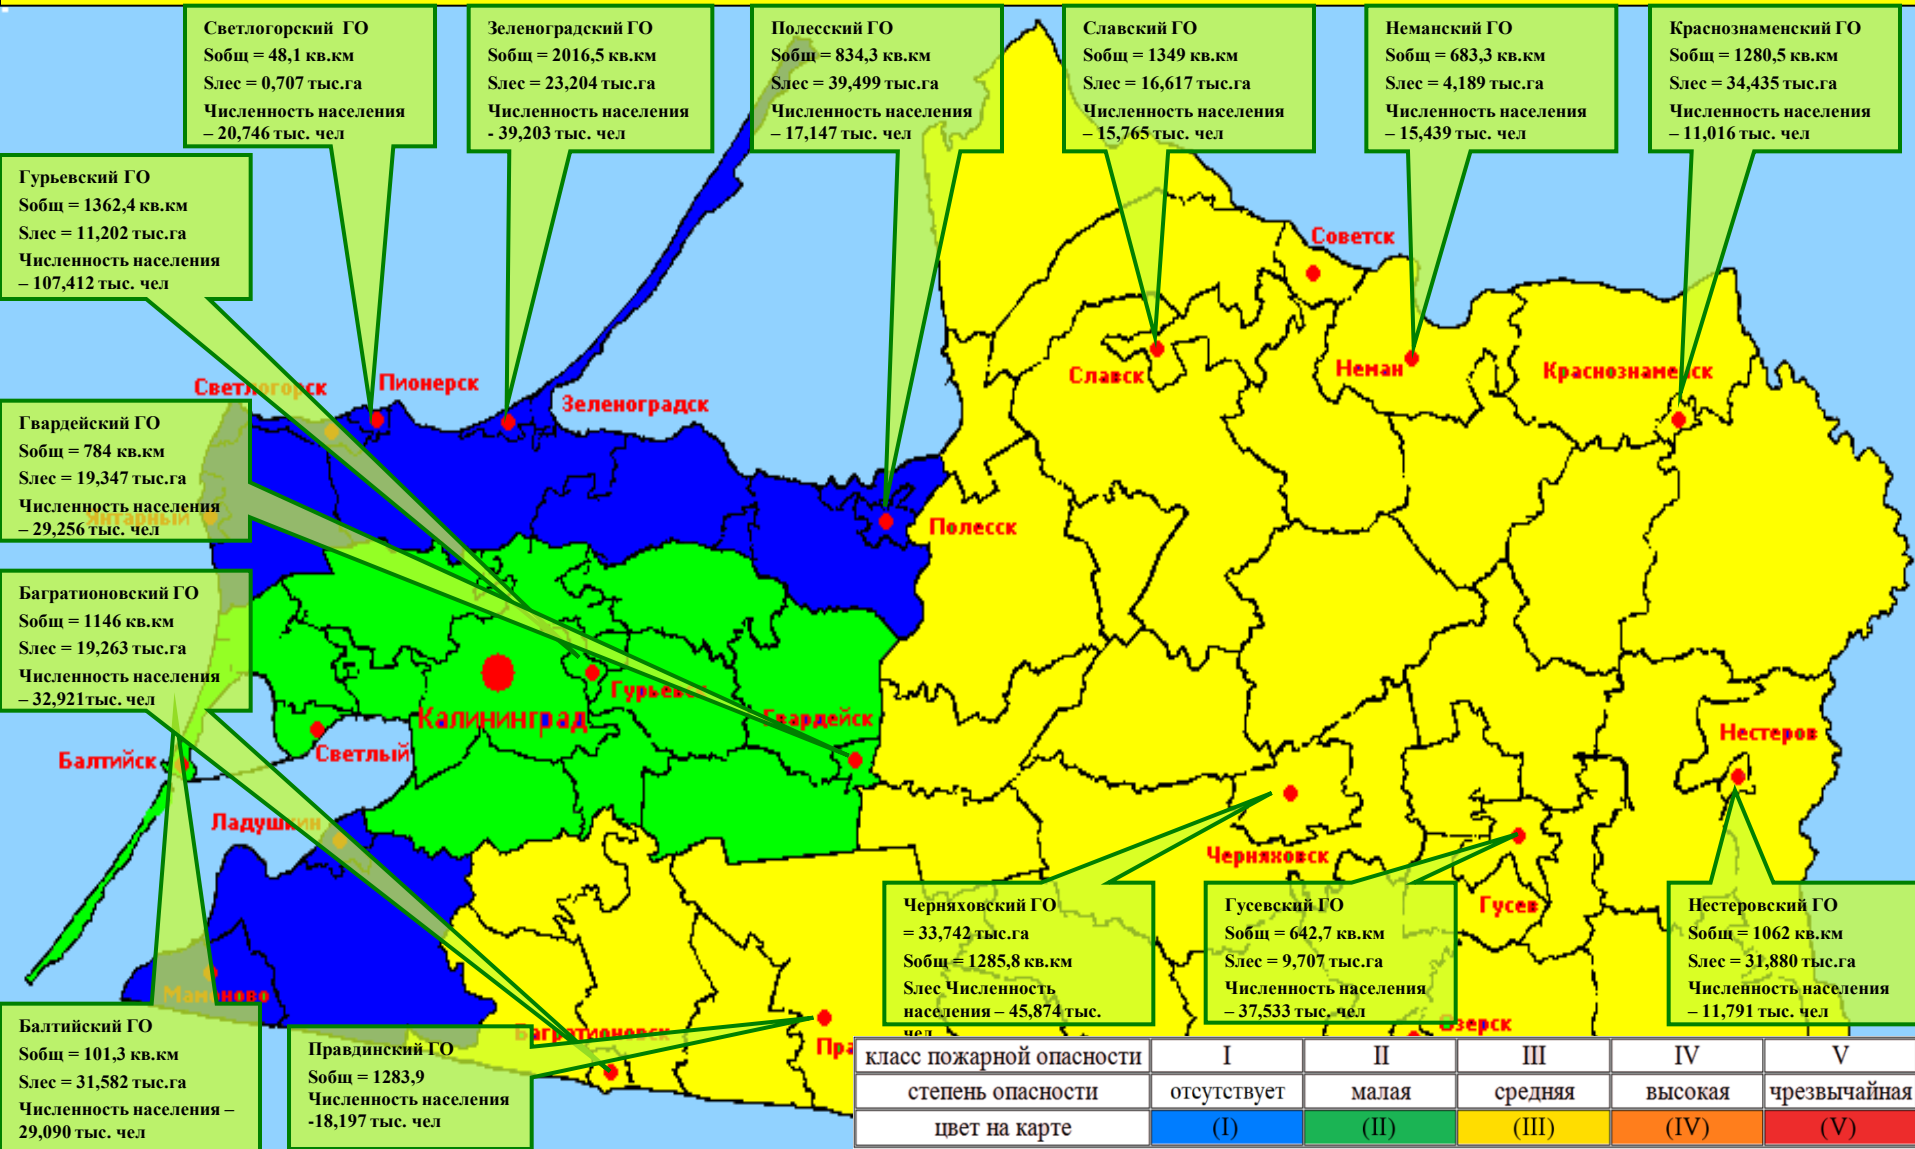 Светлогорский ГО
Sобщ = 48,1 кв.км
Sлес = 0,707 тыс.га
Численность населения
– 20,746 тыс. чел
Зеленоградский ГО
Sобщ = 2016,5 кв.км
Sлес = 23,204 тыс.га
Численность населения
- 39,203 тыс. чел
Полесский ГО
Sобщ = 834,3 кв.км
Sлес = 39,499 тыс.га
Численность населения
– 17,147 тыс. чел
Славский ГО
Sобщ = 1349 кв.км
Sлес = 16,617 тыс.га
Численность населения
– 15,765 тыс. чел
Неманский ГО
Sобщ = 683,3 кв.км
Sлес = 4,189 тыс.га
Численность населения
– 15,439 тыс. чел
Краснознаменский ГО
Sобщ = 1280,5 кв.км
Sлес = 34,435 тыс.га
Численность населения
– 11,016 тыс. чел
Гурьевский ГО
Sобщ = 1362,4 кв.км
Sлес = 11,202 тыс.га
Численность населения
– 107,412 тыс. чел
Советск
Славск
Неман
Краснознаменск
Светлогорск
Пионерск
Зеленоградск
Гвардейский ГО
Sобщ = 784 кв.км
Sлес = 19,347 тыс.га
Численность населения
– 29,256 тыс. чел
Янтарный
Полесск
Багратионовский ГО
Sобщ = 1146 кв.км
Sлес = 19,263 тыс.га
Численность населения
– 32,921тыс. чел
Гурьевск
Калининград
Гвардейск
Светлый
Балтийск
Нестеров
Ладушкин
Черняховск
Гусев
Мамоново
Багратионовск
Озерск
Пра
Черняховский ГО
= 33,742 тыс.га
Sобщ = 1285,8 кв.км
Sлес Численность
населения – 45,874 тыс.
чел
Гусевский ГО
Sобщ = 642,7 кв.км
Sлес = 9,707 тыс.га
Численность населения
– 37,533 тыс. чел
Нестеровский ГО
Sобщ = 1062 кв.км
Sлес = 31,880 тыс.га
Численность населения
– 11,791 тыс. чел
Балтийский ГО
Sобщ = 101,3 кв.км
Sлес = 31,582 тыс.га
Численность населения –
29,090 тыс. чел
Правдинский ГО
Sобщ = 1283,9
Численность населения
-18,197 тыс. чел
класс пожарной опасности I II III IV V
степень опасности отсутствует малая средняя высокая чрезвычайная
цвет на карте (I) (II) (III) (IV) (V)